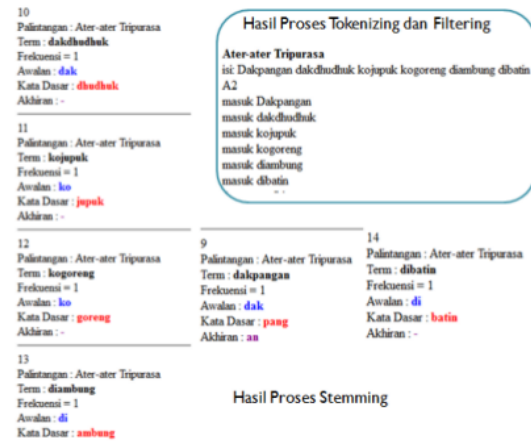 10
Palintangan : Ater-ater Tripurasa
Term : dakdhudhuk
Frekuensi = 1
Awalan : dak
Kata Dasar : dhudhuk
Akhiran : -
11
Palintangan : Ater-ater Tripurasa
Term : kojupuk
Frekuensi = 1
Awalan : ko
Kata Dasar : jupuk
Akhiran : -
12
Palintangan : Ater-ater Tripurasa
Term : kogoreng
Frekuensi = 1
Awalan : ko
Kata Dasar : goreng
Akhiran : -
13
Palintangan : Ater-ater Tripurasa
Term : diambung
Frekuensi = 1
Awalan : di
Kata Dasar : ambung
Hasil Proses Tokenizing dan Filtering
Ater-ater Tripurasa
isi: Dakpangan dakdhudhuk kojupuk kogoreng diambung dibatin
A2
masuk Dakpangan
masuk dakdhudhuk
masuk kojupuk
masuk kogoreng
masuk diambung
masuk dibatin
9
Palintangan : Ater-ater Tripurasa
Term : dakpangan
Frekuensi = 1
Awalan : dak
Kata Dasar : pang
Akhiran : an
14
Palintangan : Ater-ater Tripurasa
Term : dibatin
Frekuensi = 1
Awalan : di
Kata Dasar : batin
Akhiran : -
Hasil Proses Stemming